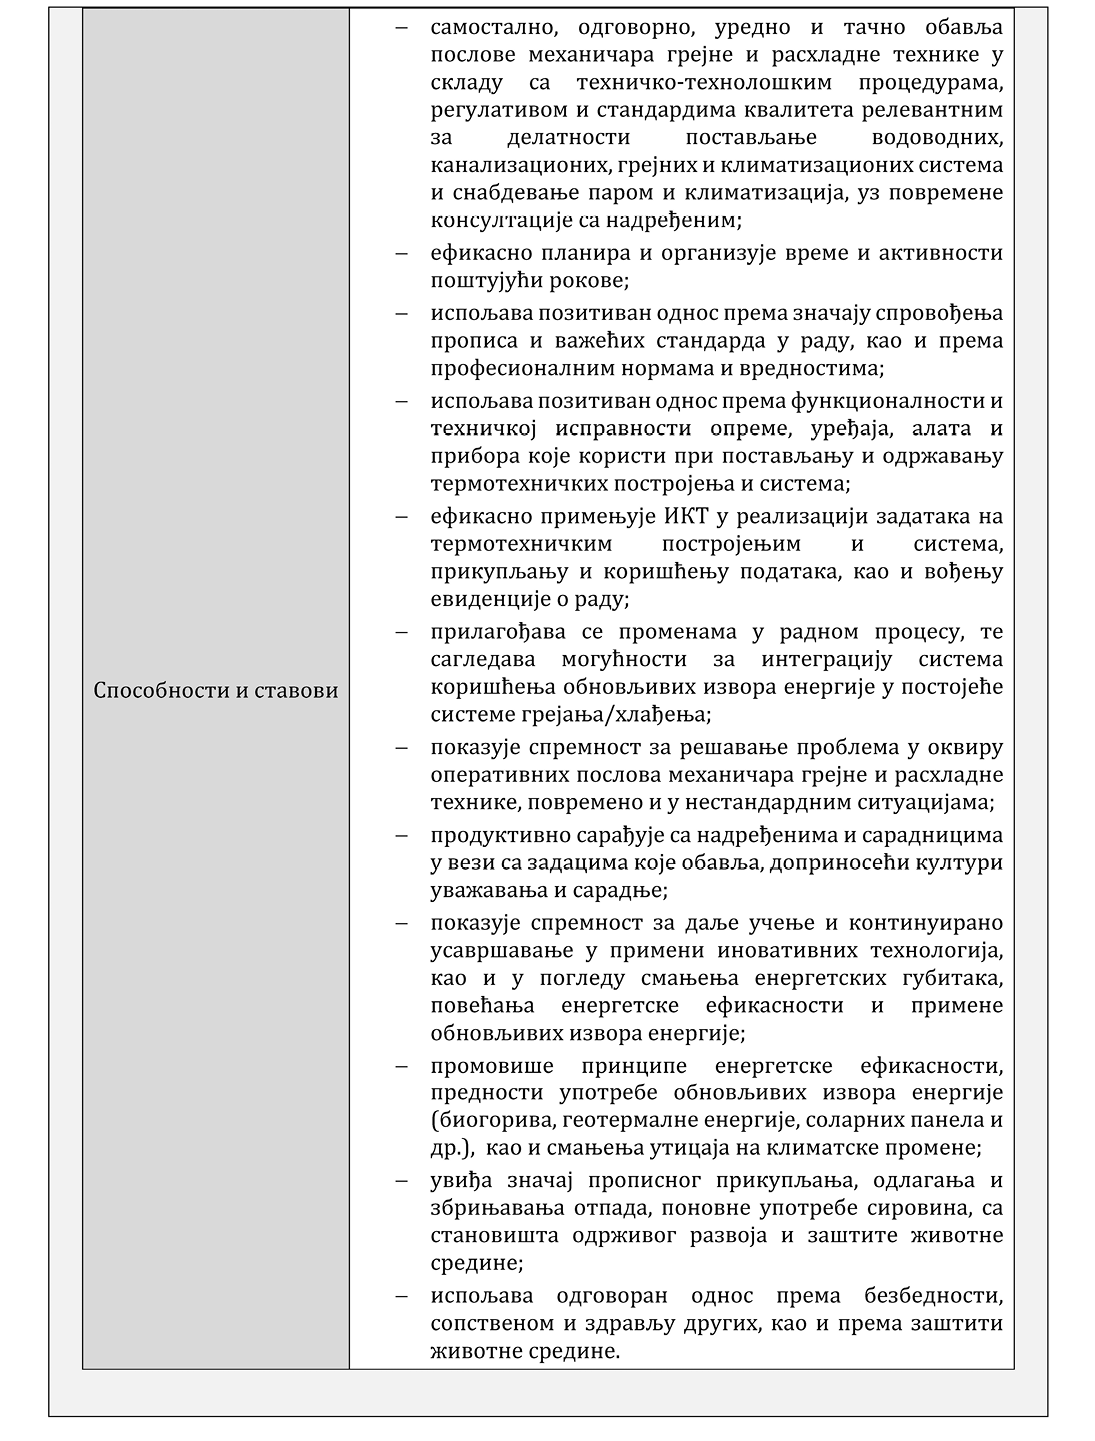 Способности и ставови
– самостално, одговорно, уредно и тачно обавља
послове механичара грејне и расхладне технике у
складу са техничко-технолошким процедурама,
регулативом и стандардима квалитета релевантним
за делатности постављање водоводних,
канализационих, грејних и климатизационих система
и снабдевање паром и климатизација, уз повремене
консултације са надређеним;
– ефикасно планира и организује време и активности
поштујући рокове;
– испољава позитиван однос према значају спровођења
прописа и важећих стандарда у раду, као и према
професионалним нормама и вредностима;
– испољава позитиван однос према функционалности и
техничкој исправности опреме, уређаја, алата и
прибора које користи при постављању и одржавању
термотехничких постројења и система;
– ефикасно примењује ИКТ у реализацији задатака на
термотехничким постројењим и система,
прикупљању и коришћењу података, као и вођењу
евиденције о раду;
– прилагођава се променама у радном процесу, те
сагледава могућности за интеграцију система
коришћења обновљивих извора енергије у постојеће
системе грејања/хлађења;
– показује спремност за решавање проблема у оквиру
оперативних послова механичара грејне и расхладне
технике, повремено и у нестандардним ситуацијама;
– продуктивно сарађује са надређенима и сарадницима
у вези са задацима које обавља, доприносећи култури
уважавања и сарадње;
– показује спремност за даље учење и континуирано
усавршавање у примени иновативних технологија,
као и у погледу смањења енергетских губитака,
повећања енергетске ефикасности и примене
обновљивих извора енергије;
– промовише принципе енергетске ефикасности,
предности употребе обновљивих извора енергије
(биогорива, геотермалне енергије, соларних панела и
др.), као и смањења утицаја на климатске промене;
– увиђа значај прописног прикупљања, одлагања и
збрињавања отпада, поновне употребе сировина, са
становишта одрживог развоја и заштите животне
средине;
– испољава одговоран однос према безбедности,
сопственом и здрављу других, као и према заштити
животне средине.